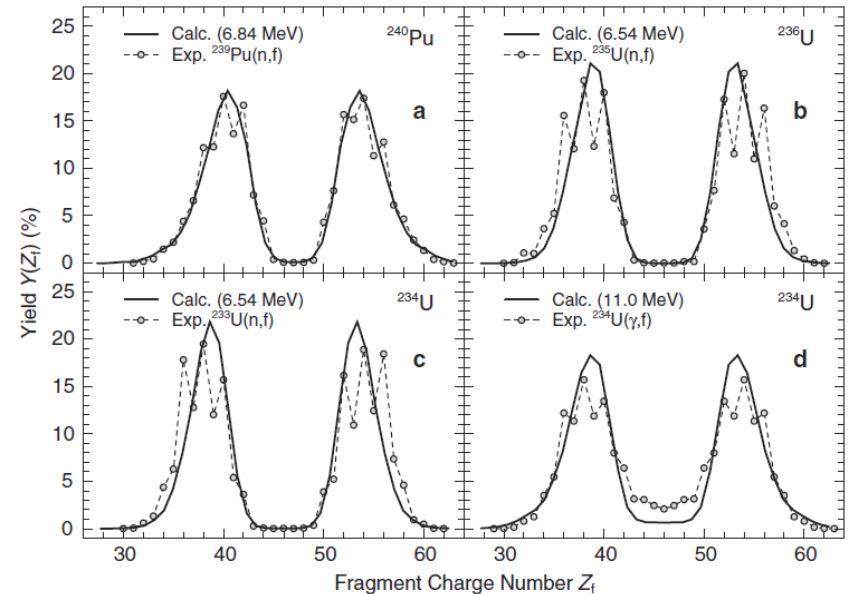 Calc. (6.84 MeV) ²⁴⁰Pu
Exp. ²³⁹Pu(n,f)
a
Calc. (6.54 MeV) ²³⁶U
Exp. ²³⁵U(n,f)
b
25
20
15
10
5
0
Calc. (6.54 MeV) ²³⁴U
Exp. ²³³U(n,f)
c
Calc. (11.0 MeV) ²³⁴U
Exp. ²³⁴U(γ,f)
d
25
20
15
10
5
0
30 40 50 60 30 40 50 60
Yield Y(Z_f) (%)
Fragment Charge Number Z_f